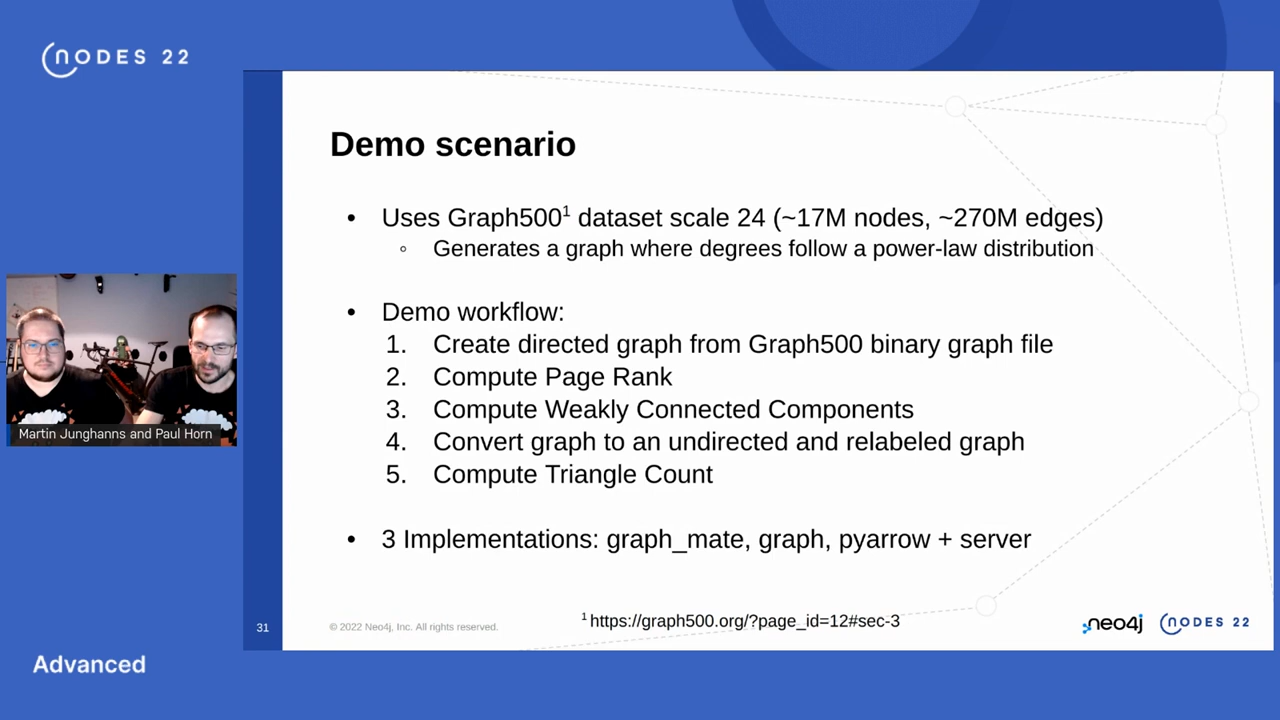 NODES 22
Demo scenario
• Uses Graph500¹ dataset scale 24 (~17M nodes, ~270M edges)
◦ Generates a graph where degrees follow a power-law distribution
• Demo workflow:
1. Create directed graph from Graph500 binary graph file
2. Compute Page Rank
3. Compute Weakly Connected Components
4. Convert graph to an undirected and relabeled graph
5. Compute Triangle Count
• 3 Implementations: graph_mate, graph, pyarrow + server
Martin Junghanns and Paul Horn
31
© 2022 Neo4j, Inc. All rights reserved.
¹ https://graph500.org/?page_id=12#sec-3
neo4j
NODES 22
Advanced